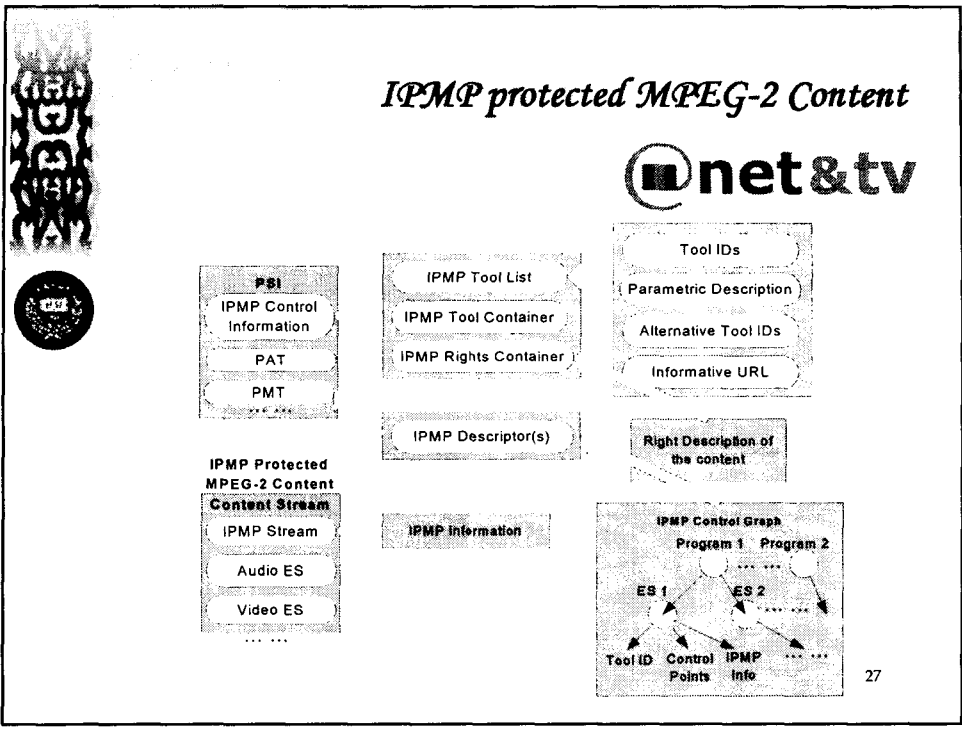 IPMP protected MPEG-2 Content
net&tv
PSI
IPMP Control
Information
PAT
PMT
... ...
IPMP Protected
MPEG-2 Content
Content Stream
IPMP Stream
Audio ES
Video ES
... ...
IPMP Tool List
IPMP Tool Container
IPMP Rights Container
IPMP Descriptor(s)
IPMP Information
Tool IDs
Parametric Description
Alternative Tool IDs
Informative URL
Right Description of
the content
IPMP Control Graph
Program 1 Program 2
... ...
ES 1 ES 2
... ...
Tool ID Control IPMP ... ...
Points Info
27